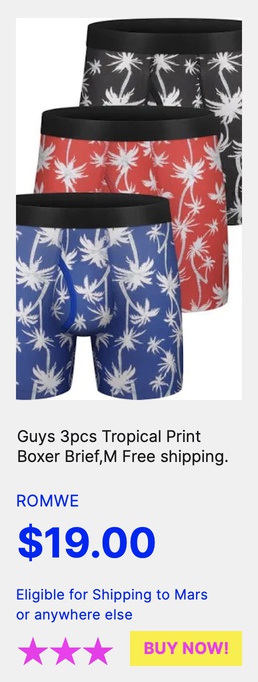 Guys 3pcs Tropical Print
Boxer Brief,M Free shipping.
ROMWE
$19.00
Eligible for Shipping to Mars
or anywhere else
BUY NOW!